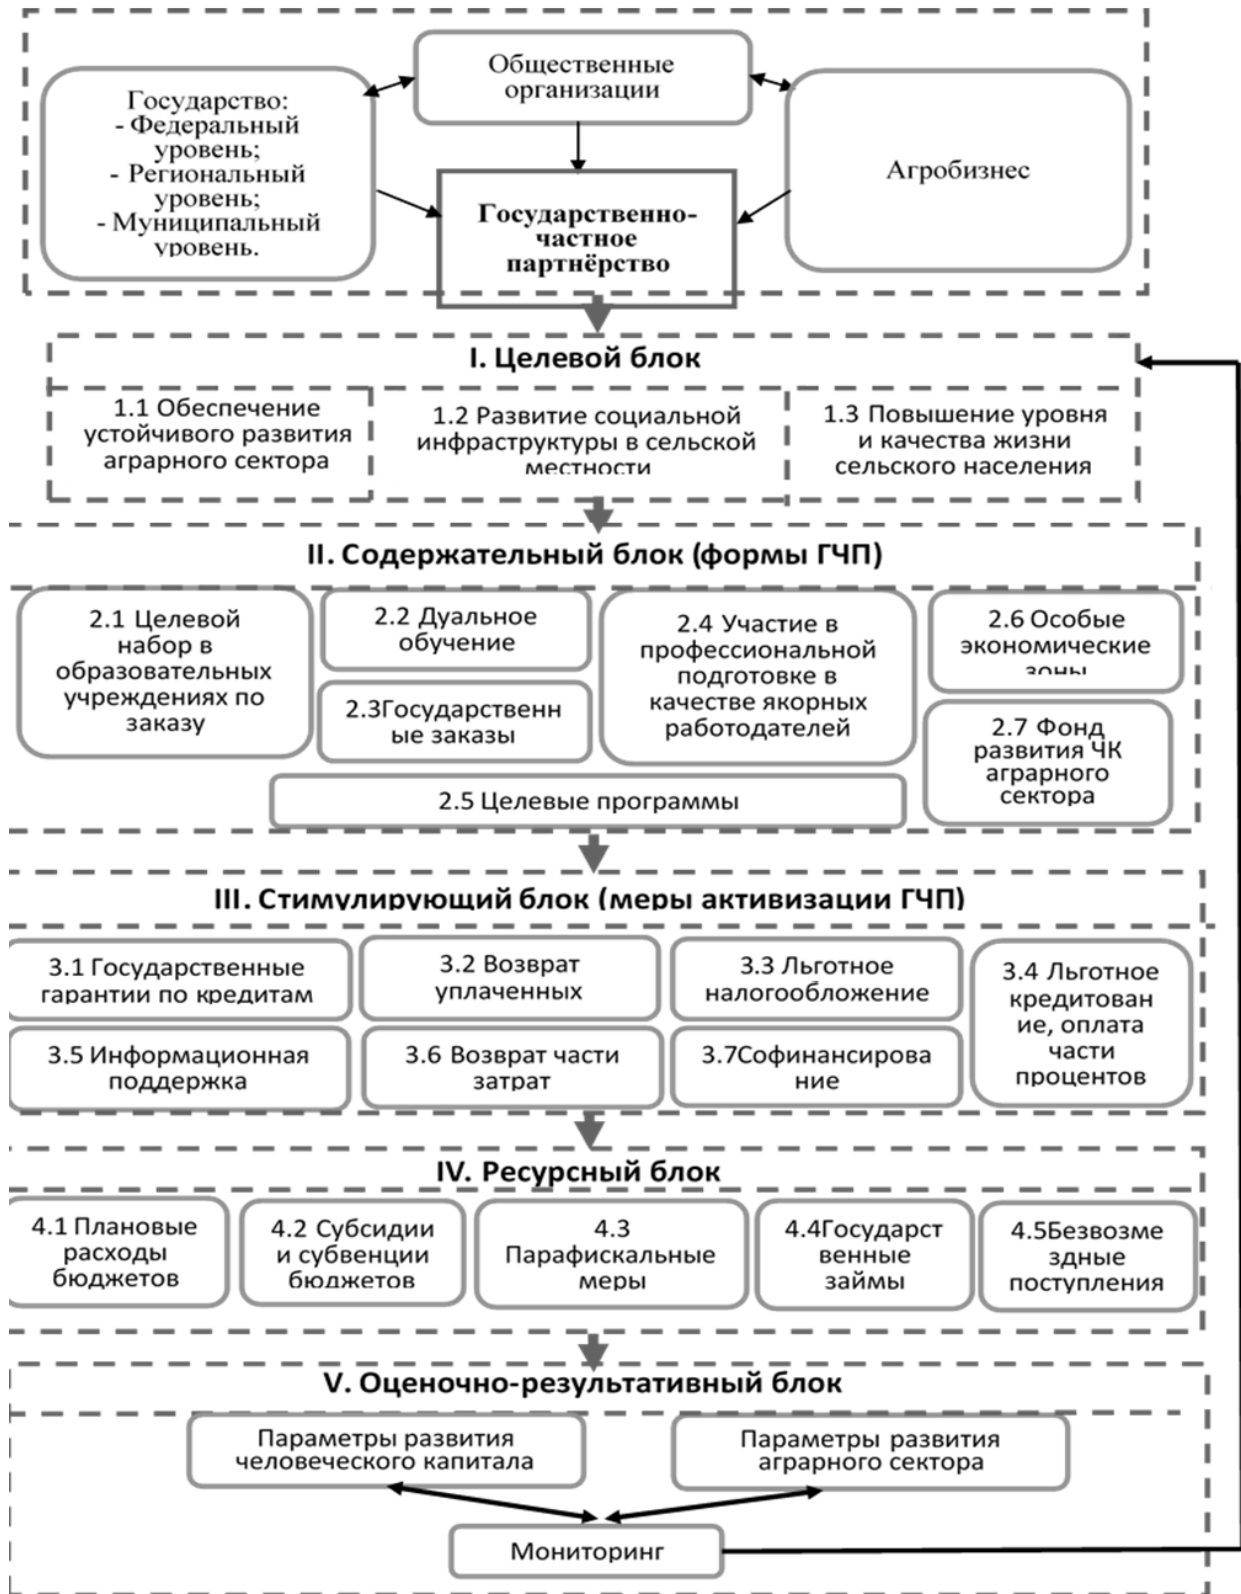 Общественные
организации
Государство:
- Федеральный
уровень;
- Региональный
уровень;
- Муниципальный
уровень.
Агробизнес
Государственно-
частное
партнёрство
I. Целевой блок
1.1 Обеспечение
устойчивого развития
аграрного сектора
1.2 Развитие социальной
инфраструктуры в сельской
местности
1.3 Повышение уровня
и качества жизни
сельского населения
II. Содержательный блок (формы ГЧП)
2.1 Целевой
набор в
образовательных
учреждениях по
заказу
2.2 Дуальное
обучение
2.3Государственн
ые заказы
2.4 Участие в
профессиональной
подготовке в
качестве якорных
работодателей
2.6 Особые
экономические
зоны
2.7 Фонд
развития ЧК
аграрного
сектора
2.5 Целевые программы
III. Стимулирующий блок (меры активизации ГЧП)
3.1 Государственные
гарантии по кредитам
3.2 Возврат
уплаченных
3.3 Льготное
налогообложение
3.4 Льготное
кредитован
ие, оплата
части
процентов
3.5 Информационная
поддержка
3.6 Возврат части
затрат
3.7Софинансирова
ние
IV. Ресурсный блок
4.1 Плановые
расходы
бюджетов
4.2 Субсидии
и субвенции
бюджетов
4.3
Парафискальные
меры
4.4Государст
венные
займы
4.5Безвозме
здные
поступления
V. Оценочно-результативный блок
Параметры развития
человеческого капитала
Параметры развития
аграрного сектора
Мониторинг